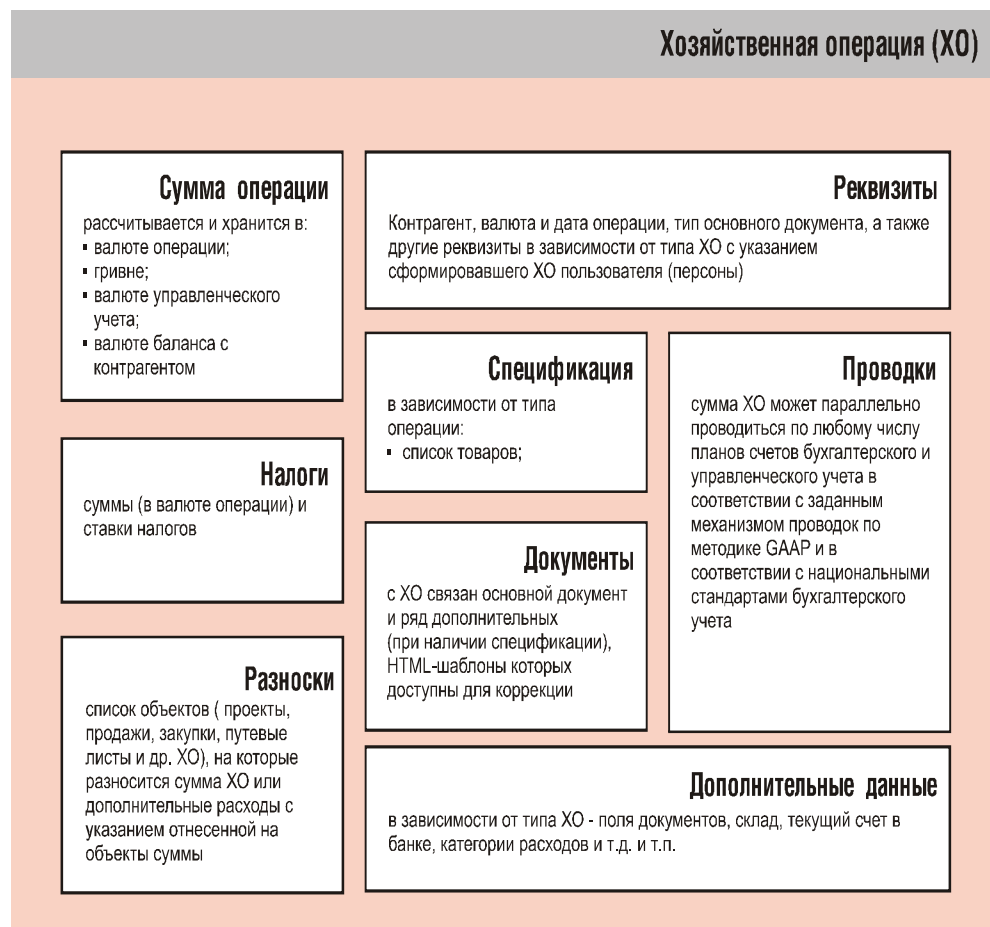 Хозяйственная операция (ХО)
Сумма операции
рассчитывается и хранится в:
▪ валюте операции;
▪ гривне;
▪ валюте управленческого
учета;
▪ валюте баланса с
контрагентом
Реквизиты
Контрагент, валюта и дата операции, тип основного документа, а также
другие реквизиты в зависимости от типа ХО с указанием
сформировавшего ХО пользователя (персоны)
Спецификация
в зависимости от типа
операции:
▪ список товаров;
Проводки
сумма ХО может параллельно
проводиться по любому числу
планов счетов бухгалтерского и
управленческого учета в
соответствии с заданным
механизмом проводок по
методике GAAP и в
соответствии с национальными
стандартами бухгалтерского
учета
Налоги
суммы (в валюте операции) и
ставки налогов
Документы
с ХО связан основной документ
и ряд дополнительных
(при наличии спецификации),
HTML-шаблоны которых
доступны для коррекции
Разноски
список объектов ( проекты,
продажи, закупки, путевые
листы и др. ХО), на которые
разносится сумма ХО или
дополнительные расходы с
указанием отнесенной на
объекты суммы
Дополнительные данные
в зависимости от типа ХО - поля документов, склад, текущий счет в
банке, категории расходов и т.д. и т.п.